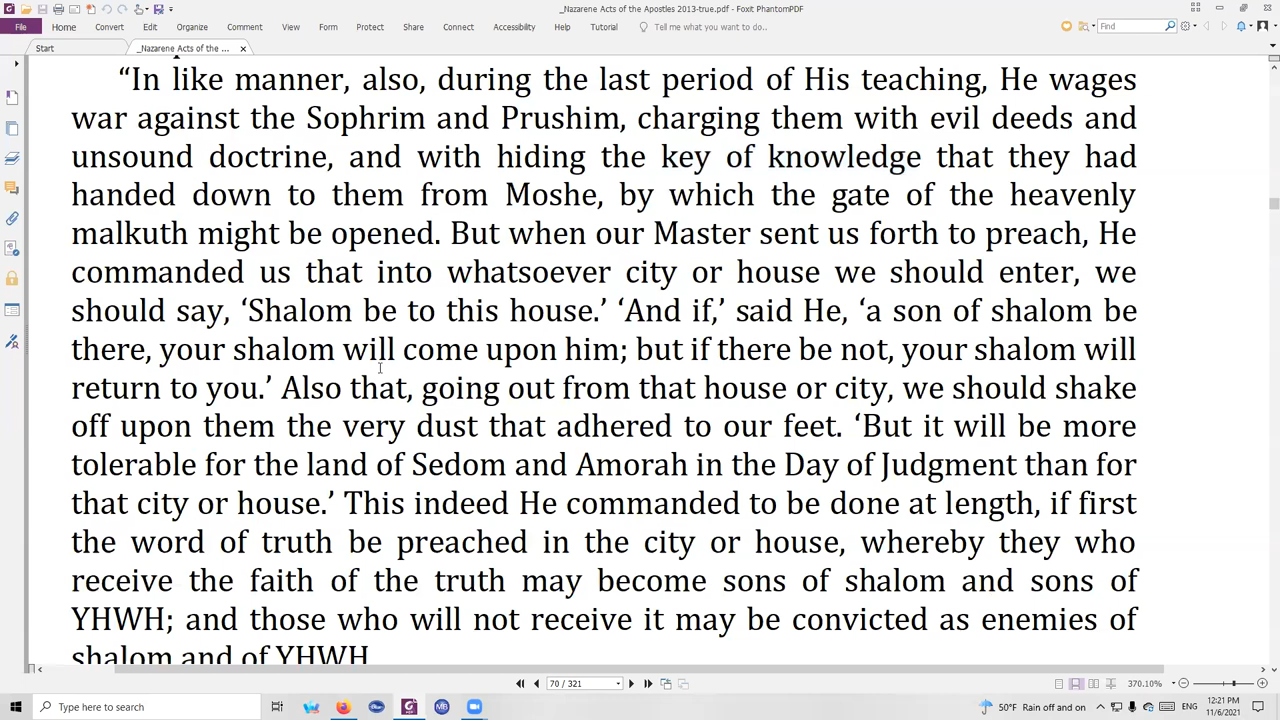 _Nazarene Acts of the Apostles 2013-true.pdf - Foxit PhantomPDF
File Home Convert Edit Organize Comment View Form Protect Share Connect Accessibility Help Tutorial Tell me what you want to do.. Find
Start _Nazarene Acts of the ...
“In like manner, also, during the last period of His teaching, He wages
war against the Sophrim and Prushim, charging them with evil deeds and
unsound doctrine, and with hiding the key of knowledge that they had
handed down to them from Moshe, by which the gate of the heavenly
malkuth might be opened. But when our Master sent us forth to preach, He
commanded us that into whatsoever city or house we should enter, we
should say, ‘Shalom be to this house.’ ‘And if,’ said He, ‘a son of shalom be
there, your shalom will come upon him; but if there be not, your shalom will
return to you.’ Also that, going out from that house or city, we should shake
off upon them the very dust that adhered to our feet. ‘But it will be more
tolerable for the land of Sedom and Amorah in the Day of Judgment than for
that city or house.’ This indeed He commanded to be done at length, if first
the word of truth be preached in the city or house, whereby they who
receive the faith of the truth may become sons of shalom and sons of
YHWH; and those who will not receive it may be convicted as enemies of
shalom and of YHWH
70 / 321 370.10%
Type here to search MB 50°F Rain off and on ENG 12:21 PM
11/6/2021